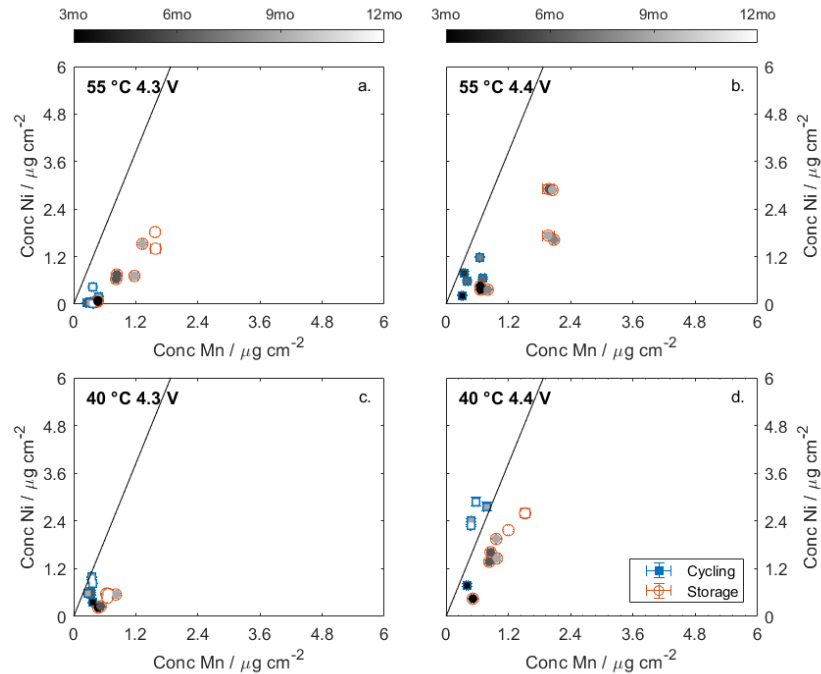 3mo 6mo 9mo 12mo 3mo 6mo 9mo 12mo
6 55 °C 4.3 V a. 55 °C 4.4 V b. 6
4.8 4.8
3.6 3.6
2.4 2.4
1.2 1.2
0 0
Conc Ni / μg cm-2
Conc Ni / μg cm-2
0 1.2 2.4 3.6 4.8 6 0 1.2 2.4 3.6 4.8 6
Conc Mn / μg cm-2 Conc Mn / μg cm-2
6 40 °C 4.3 V c. 40 °C 4.4 V d. 6
4.8 4.8
3.6 3.6
2.4 2.4
1.2 1.2
0 0
Conc Ni / μg cm-2
Conc Ni / μg cm-2
Cycling
Storage
0 1.2 2.4 3.6 4.8 6 0 1.2 2.4 3.6 4.8 6
Conc Mn / μg cm-2 Conc Mn / μg cm-2